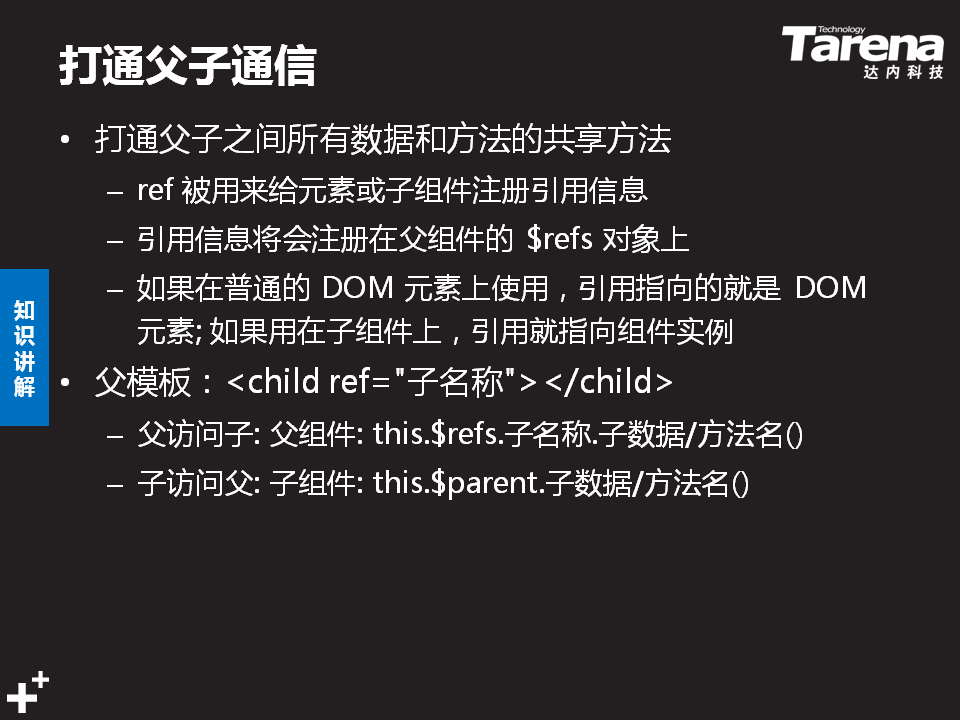 打通父子通信
Technology
Tarena
达内科技
• 打通父子之间所有数据和方法的共享方法
– ref 被用来给元素或子组件注册引用信息
– 引用信息将会注册在父组件的 $refs 对象上
– 如果在普通的 DOM 元素上使用，引用指向的就是 DOM
元素; 如果用在子组件上，引用就指向组件实例
知识讲解
• 父模板：<child ref="子名称"></child>
– 父访问子: 父组件: this.$refs.子名称.子数据/方法名()
– 子访问父: 子组件: this.$parent.子数据/方法名()